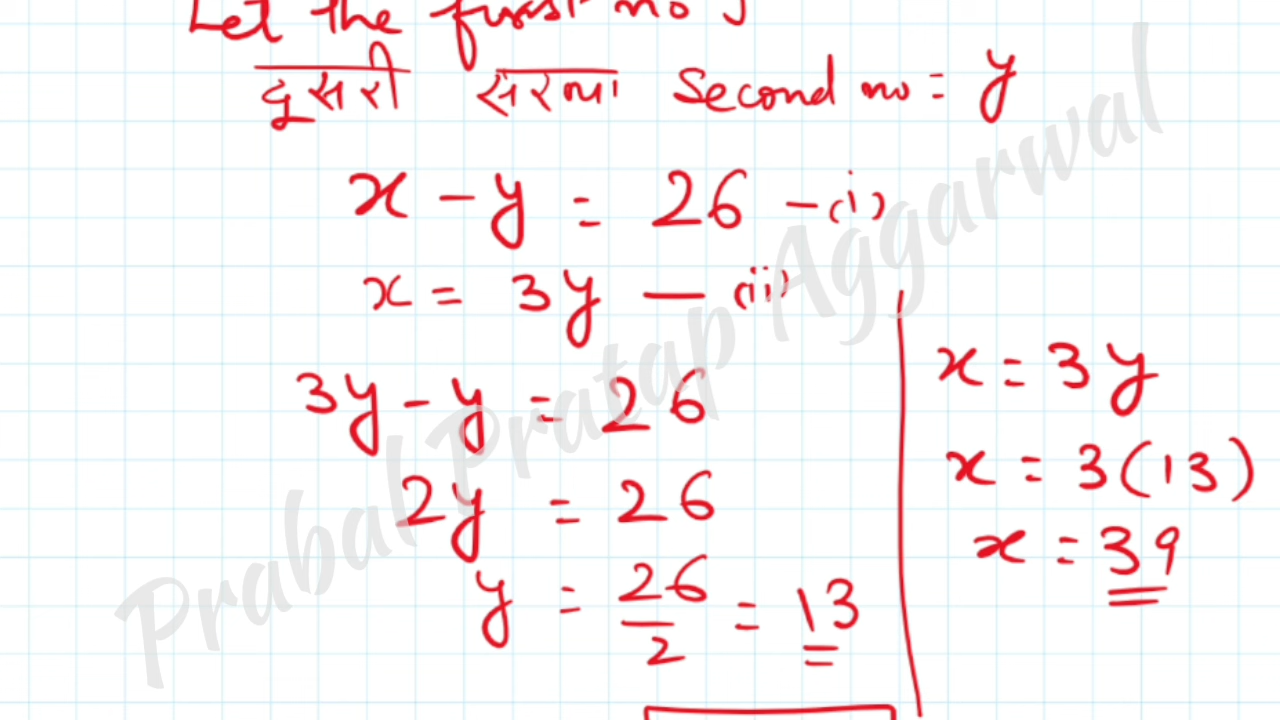 Let the first no
दुसरी संख्या Second no = y
x - y = 26 - (i)
x = 3y — (ii)
3y - y = 26
2y = 26
y = 26/2 = 13
x = 3y
x = 3(13)
x = 39
Prabal Pratap Aggarwal